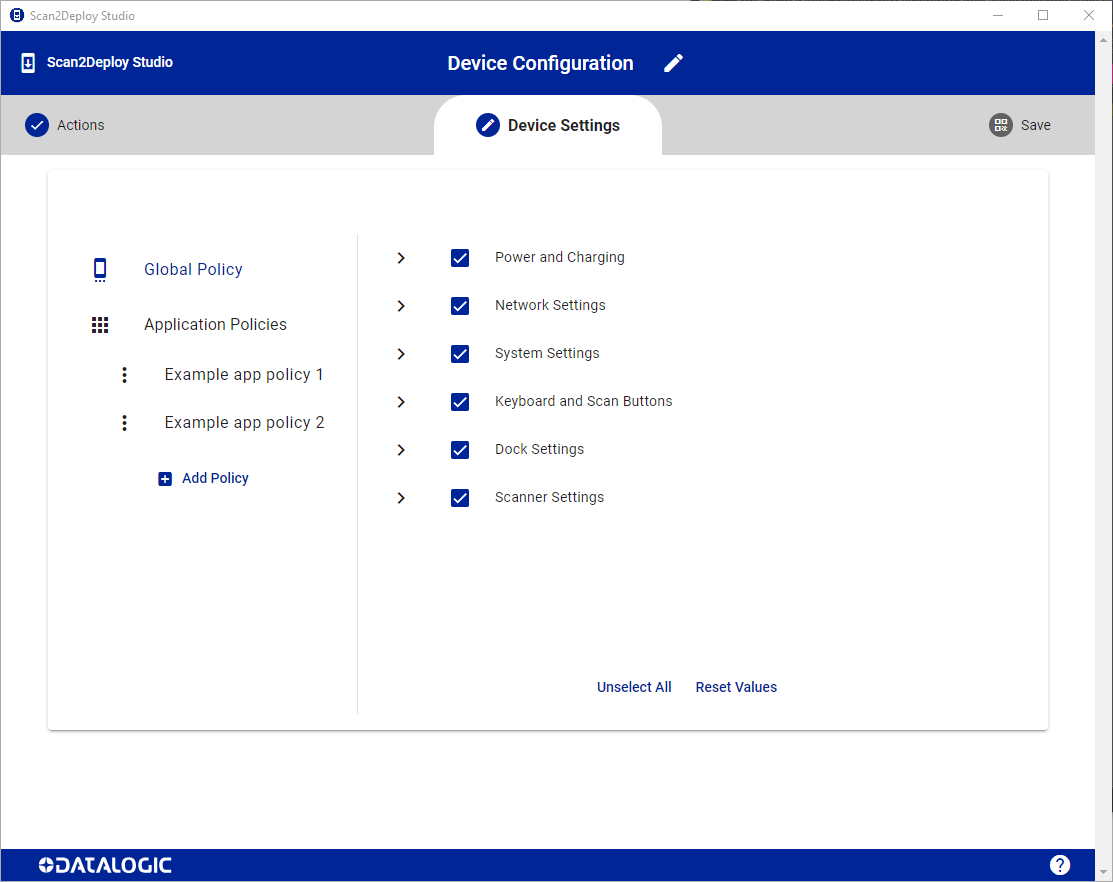 Scan2Deploy Studio
Scan2Deploy Studio
Device Configuration
Actions
Device Settings
Save
Global Policy
Application Policies
Example app policy 1
Example app policy 2
Add Policy
Power and Charging
Network Settings
System Settings
Keyboard and Scan Buttons
Dock Settings
Scanner Settings
Unselect All
Reset Values
DATALOGIC
?